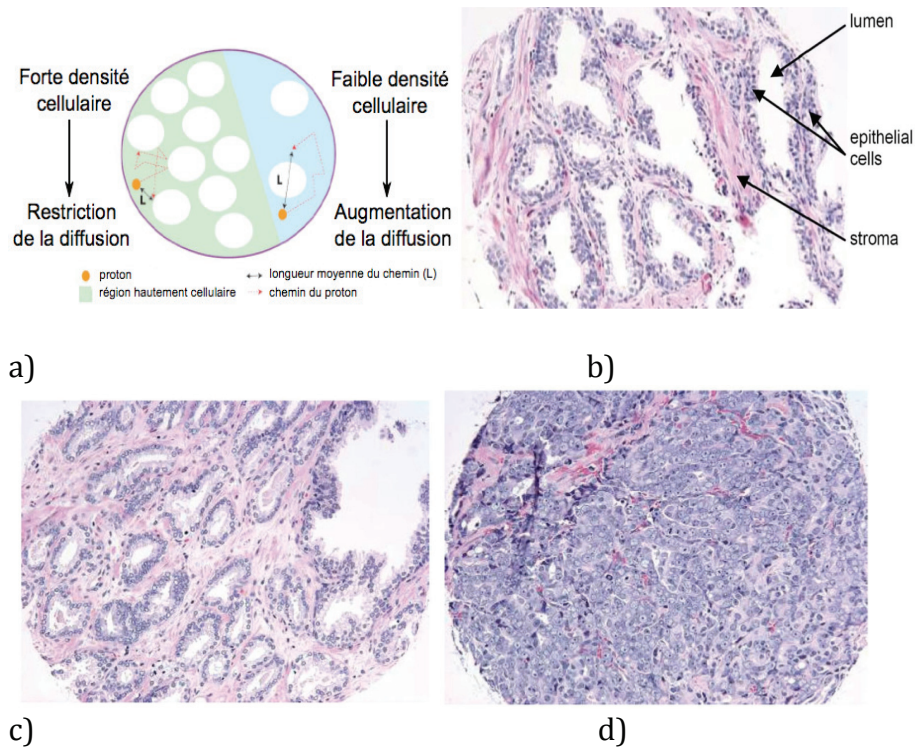 Forte densité
cellulaire
Restriction
de la diffusion
L
L
Faible densité
cellulaire
Augmentation
de la diffusion
proton
longueur moyenne du chemin (L)
région hautement cellulaire
chemin du proton
lumen
epithelial
cells
stroma
a)
b)
c)
d)